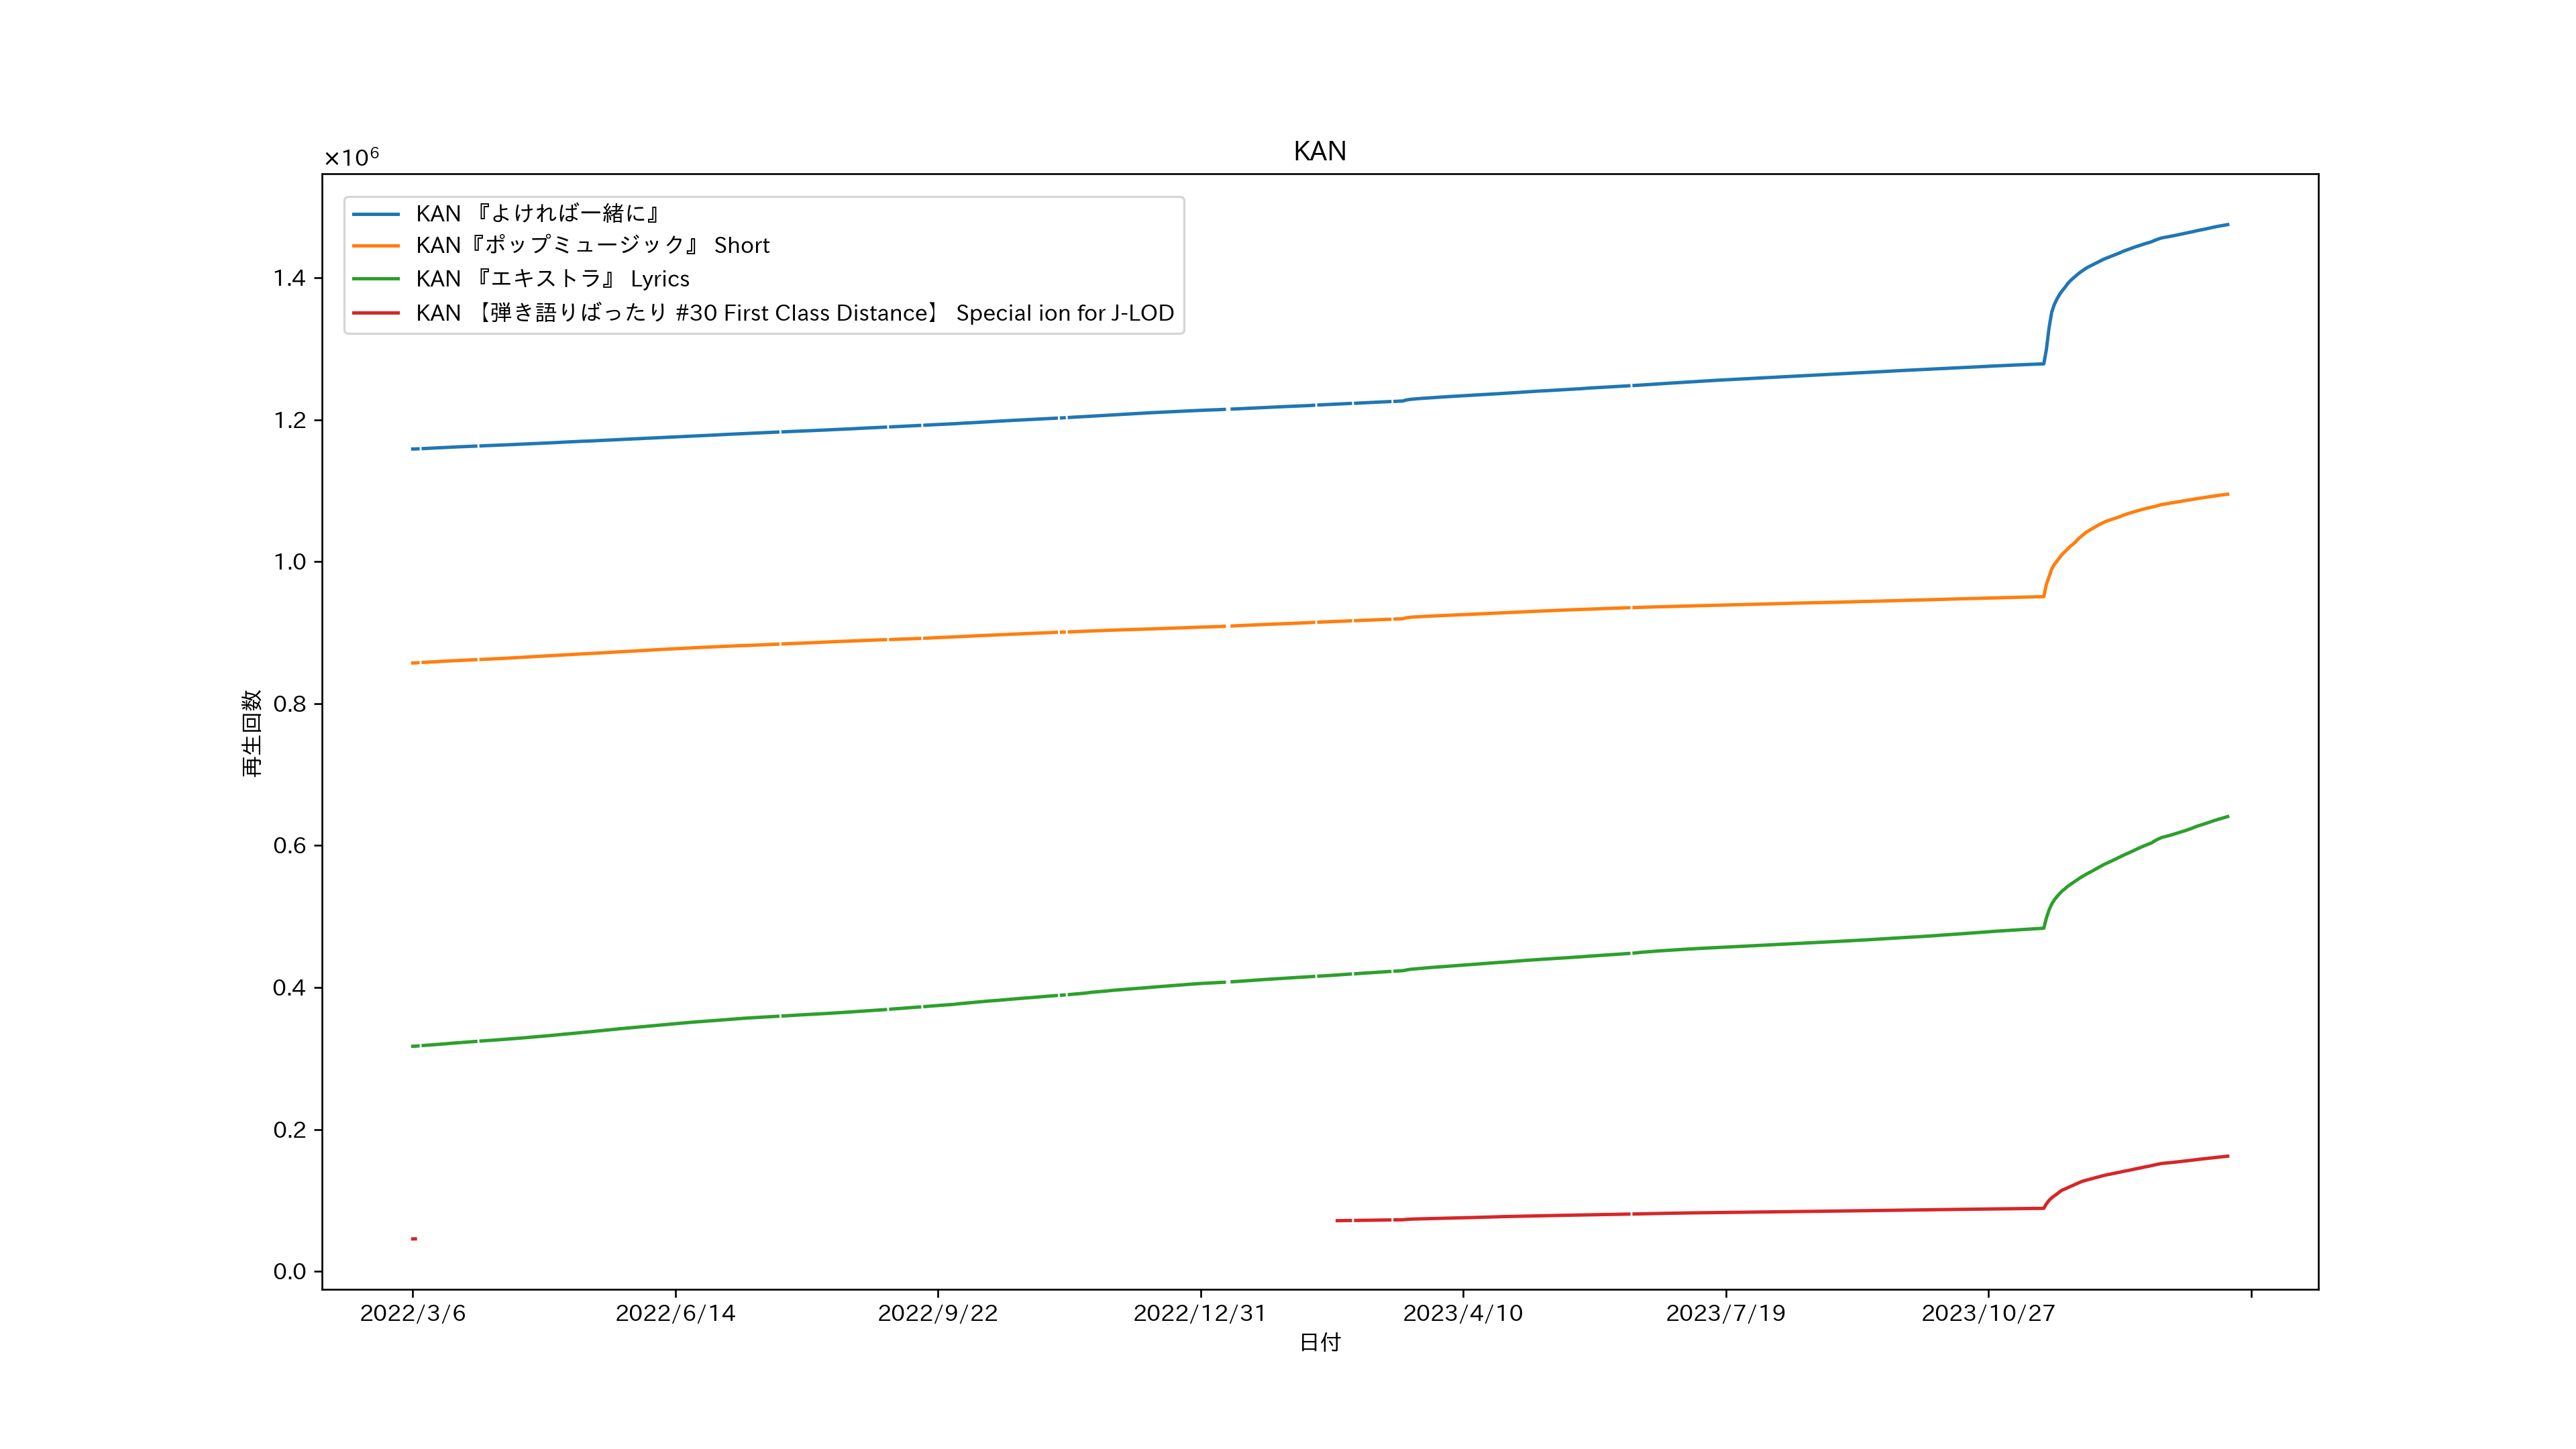 KAN
×10⁶
KAN 『よければ一緒に』
KAN『ポップミュージック』 Short
KAN 『エキストラ』 Lyrics
KAN 【弾き語りばったり #30 First Class Distance】 Special ion for J-LOD
1.4
1.2
1.0
0.8
0.6
0.4
0.2
0.0
再生回数
2022/3/6 2022/6/14 2022/9/22 2022/12/31 2023/4/10 2023/7/19 2023/10/27
日付